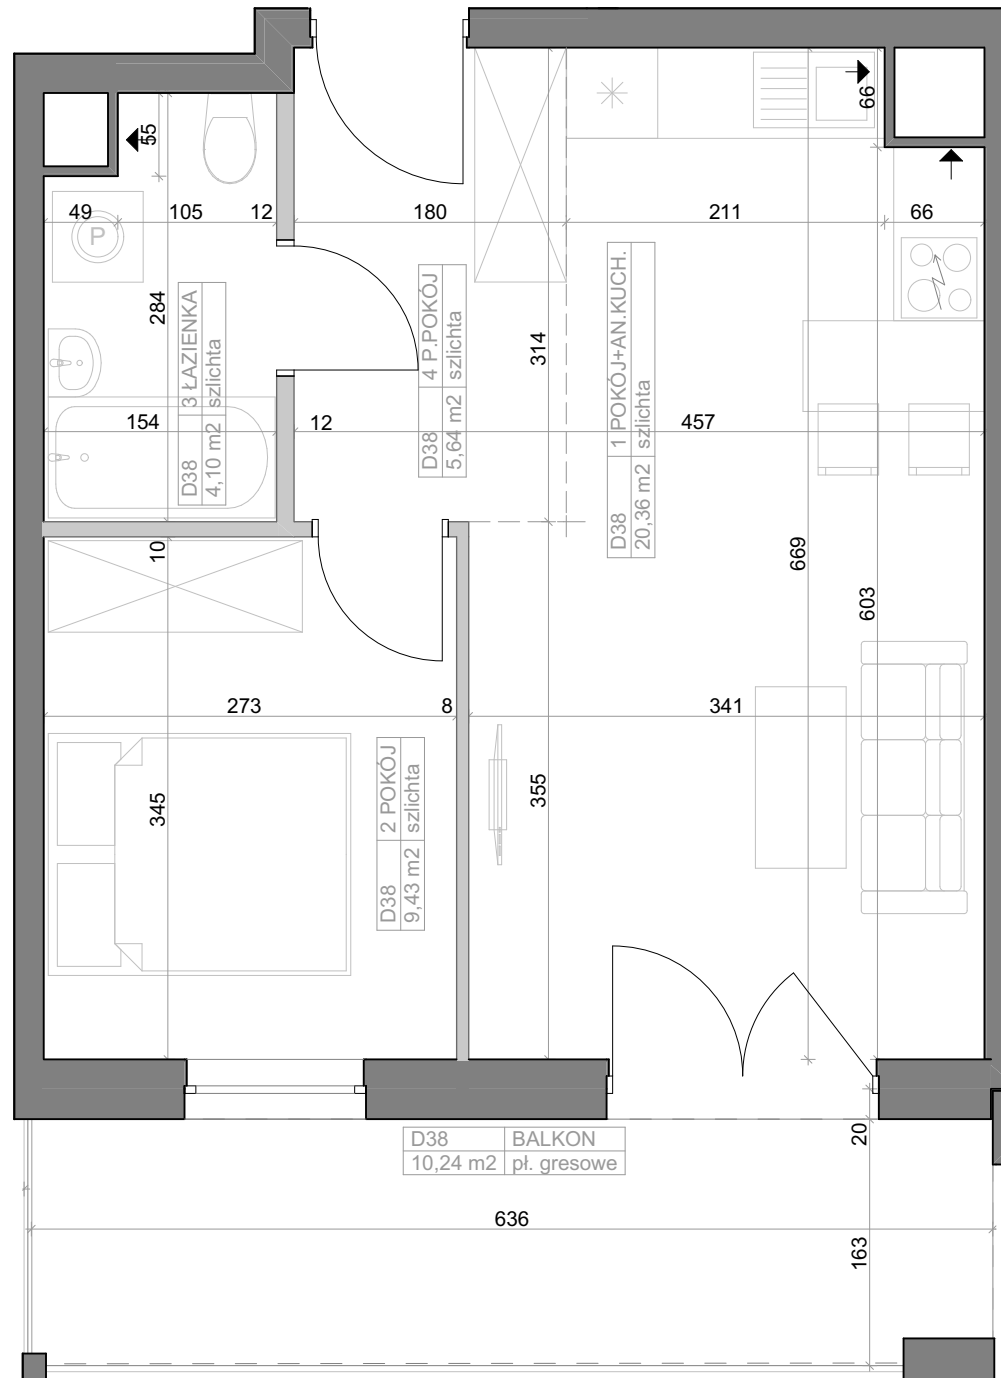 55
66
49
105
12
180
211
66
P
284
D38 3 ŁAZIENKA
4,10 m2 szlichta
D38 4 P.POKÓJ
5,64 m2 szlichta
314
D38 1 POKÓJ+AN.KUCH.
20,36 m2 szlichta
154
12
457
10
669
603
273
8
341
345
D38 2 POKÓJ
9,43 m2 szlichta
355
D38 BALKON
10,24 m2 pł. gresowe
20
636
163